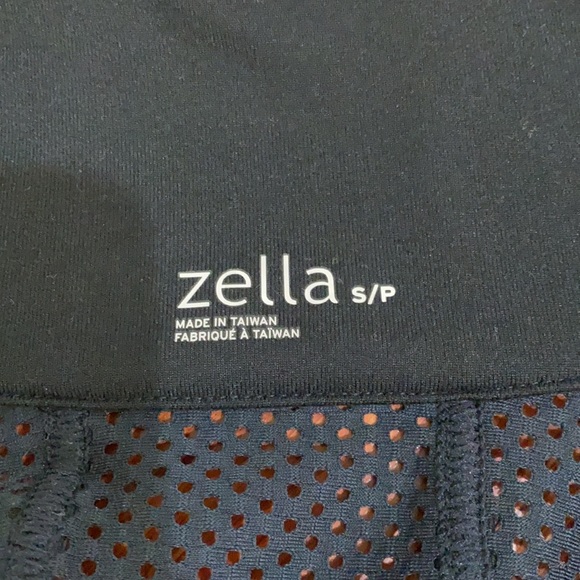 zella S/P
MADE IN TAIWAN
FABRIQUÉ À TAÏWAN